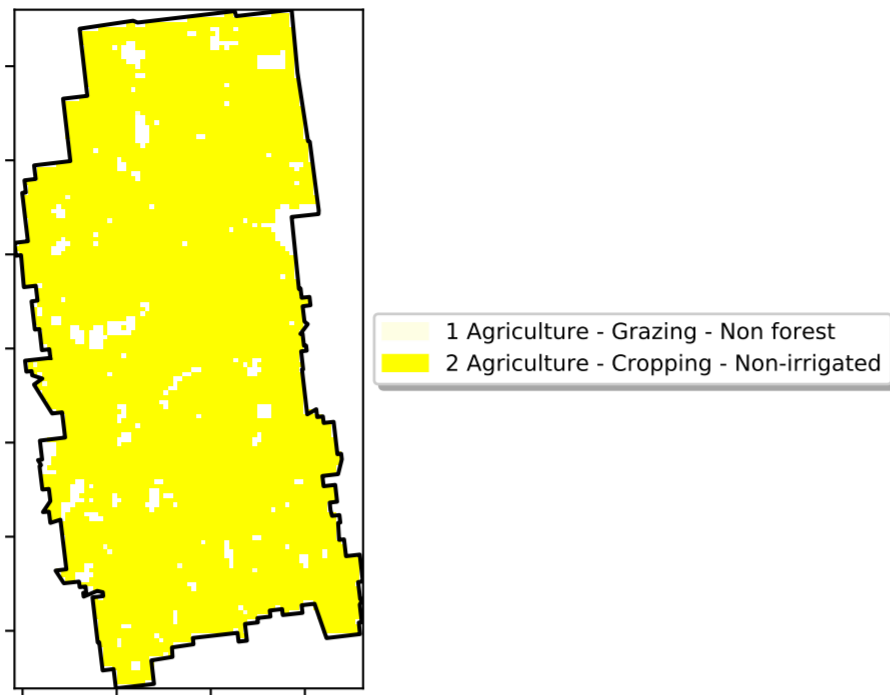 1 Agriculture - Grazing - Non forest
2 Agriculture - Cropping - Non-irrigated